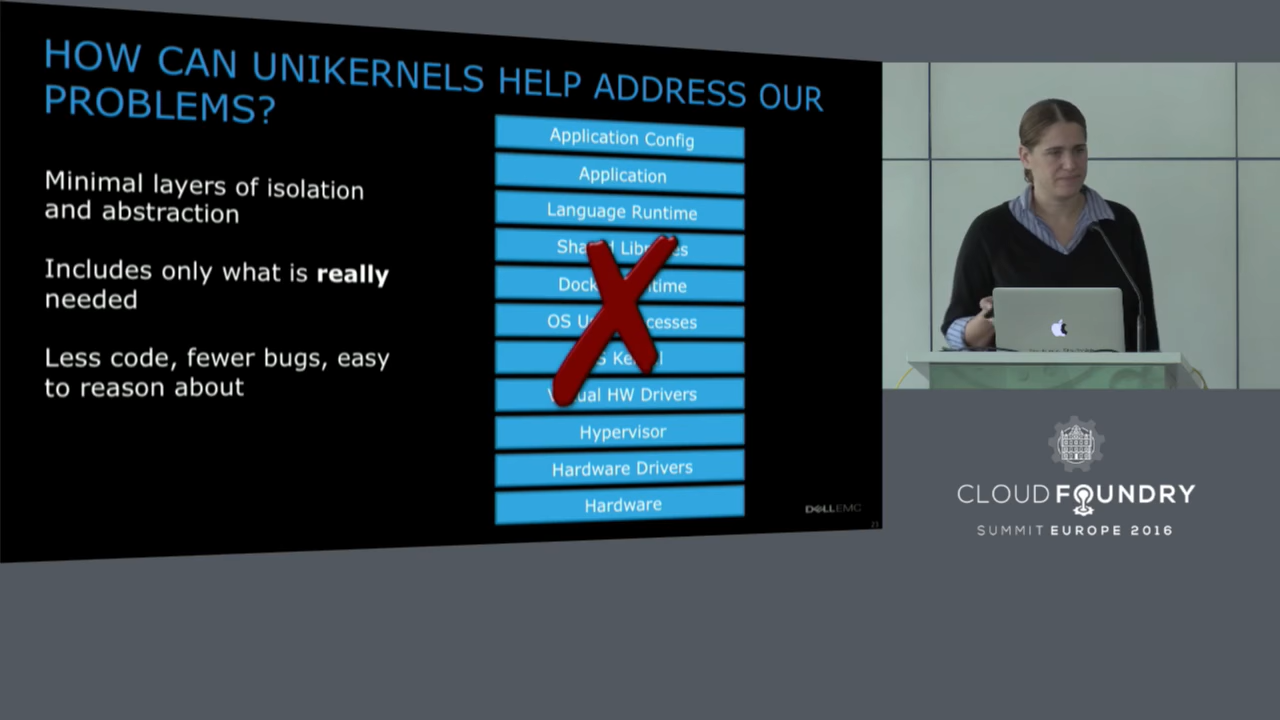 HOW CAN UNIKERNELS HELP ADDRESS OUR
PROBLEMS?
Minimal layers of isolation
and abstraction
Includes only what is really
needed
Less code, fewer bugs, easy
to reason about
Application Config
Application
Language Runtime
Hypervisor
Hardware Drivers
Hardware
HW Drivers
DELLEMC
CLOUD FOUNDRY
SUMMIT EUROPE 2016